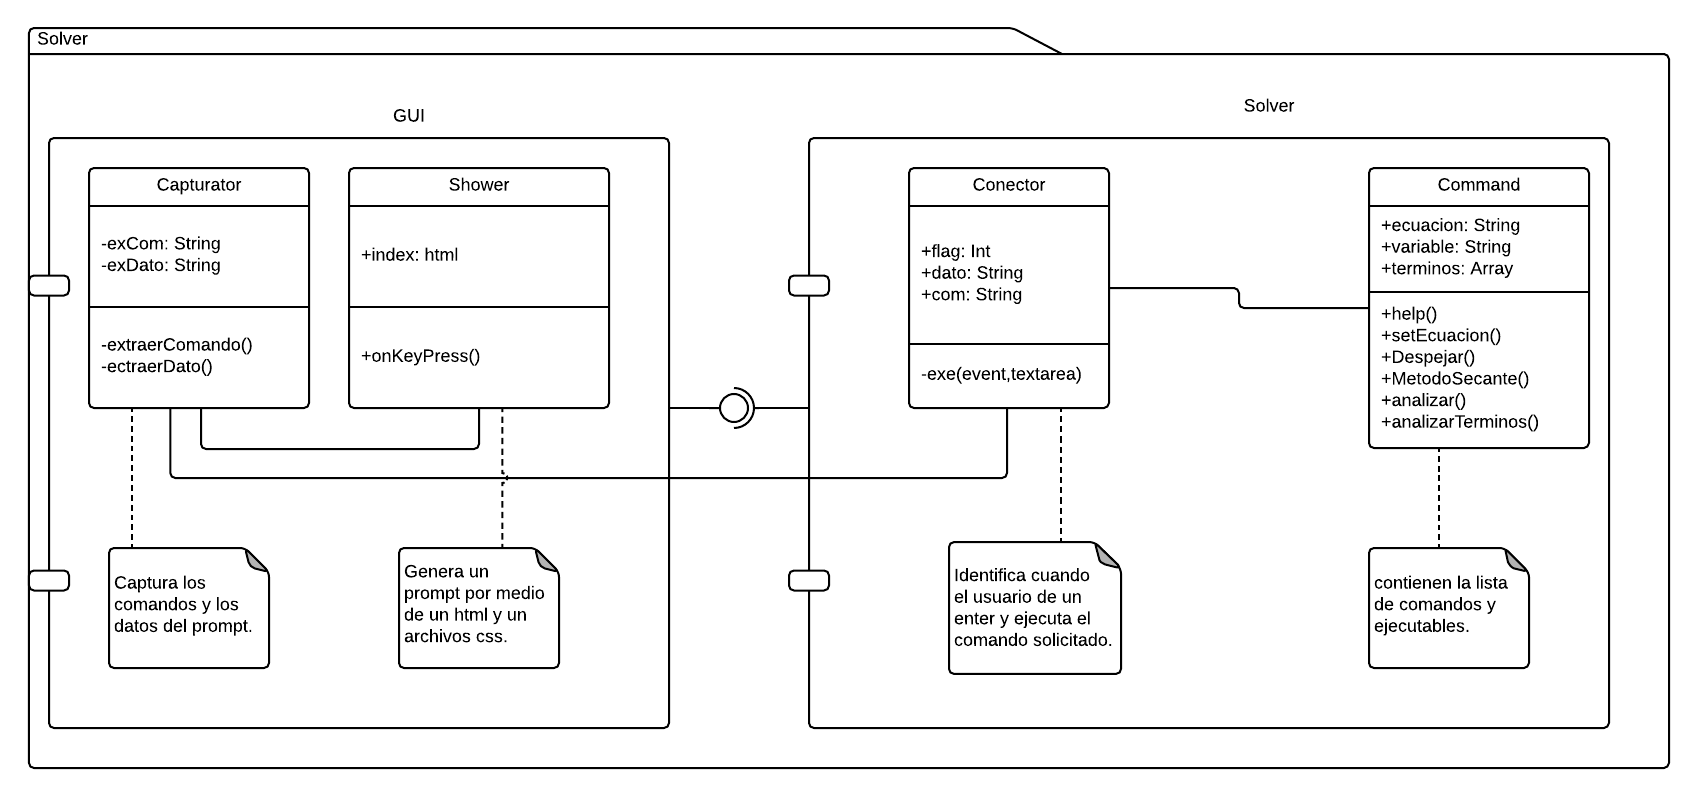 Solver
GUI
Capturator
-exCom: String
-exDato: String
-extraerComando()
-ectraerDato()
Shower
+index: html
+onKeyPress()
Captura los
comandos y los
datos del prompt.
Genera un
prompt por medio
de un html y un
archivos css.
Solver
Conector
+flag: Int
+dato: String
+com: String
-exe(event,textarea)
Command
+ecuacion: String
+variable: String
+terminos: Array
+help()
+setEcuacion()
+Despejar()
+MetodoSecante()
+analizar()
+analizarTerminos()
Identifica cuando
el usuario de un
enter y ejecuta el
comando solicitado.
contienen la lista
de comandos y
ejecutables.